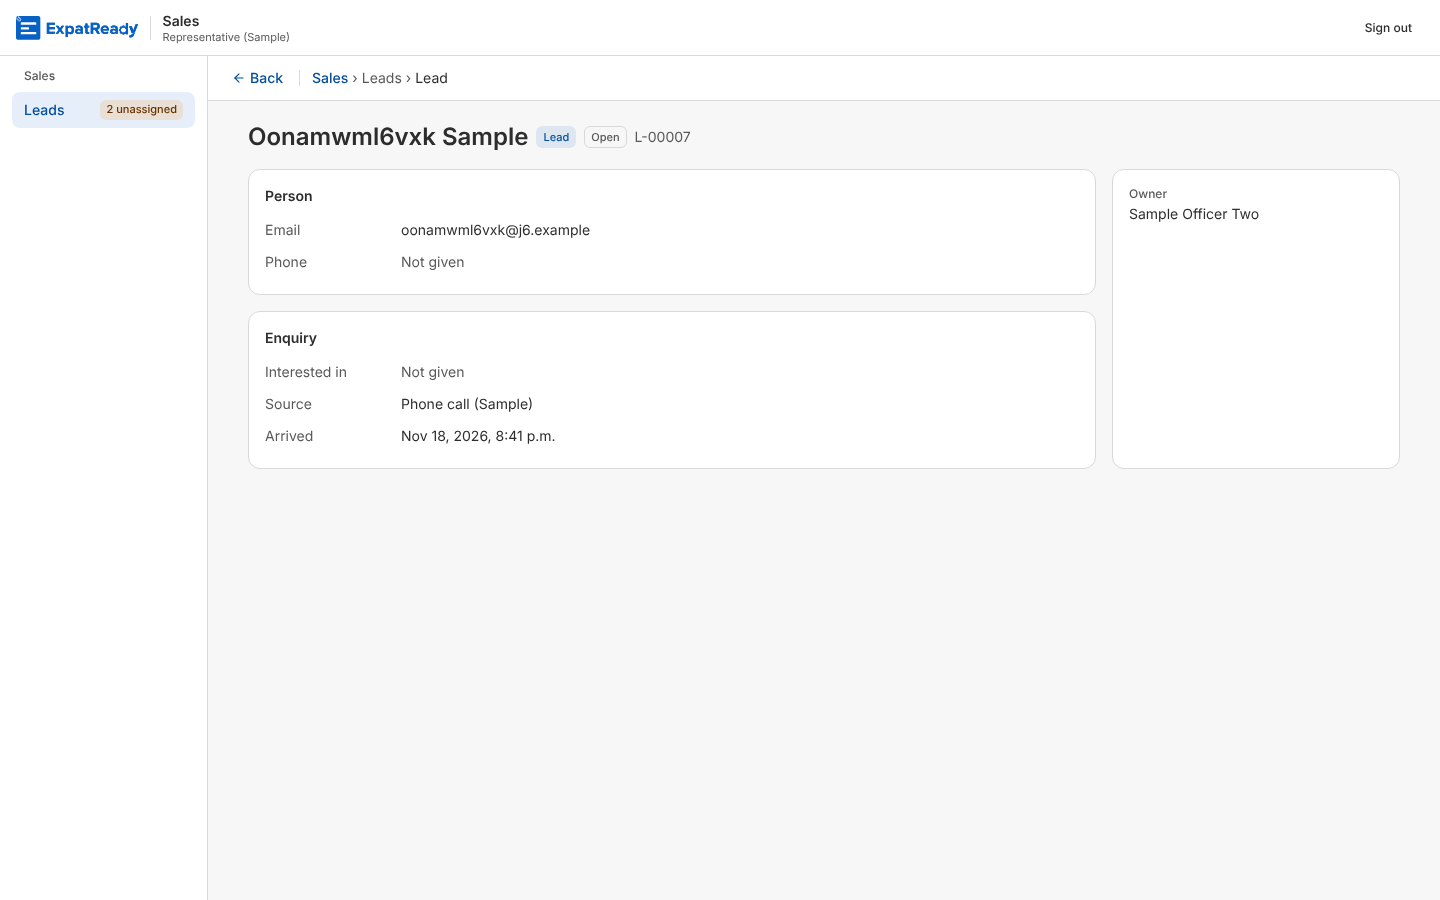 ExpatReady
Sales
Representative (Sample)
Sign out
Sales
Leads
2 unassigned
← Back
Sales › Leads › Lead
Oonamwml6vxk Sample
Lead
Open
L-00007
Person
Email
oonamwml6vxk@j6.example
Phone
Not given
Enquiry
Interested in
Not given
Source
Phone call (Sample)
Arrived
Nov 18, 2026, 8:41 p.m.
Owner
Sample Officer Two